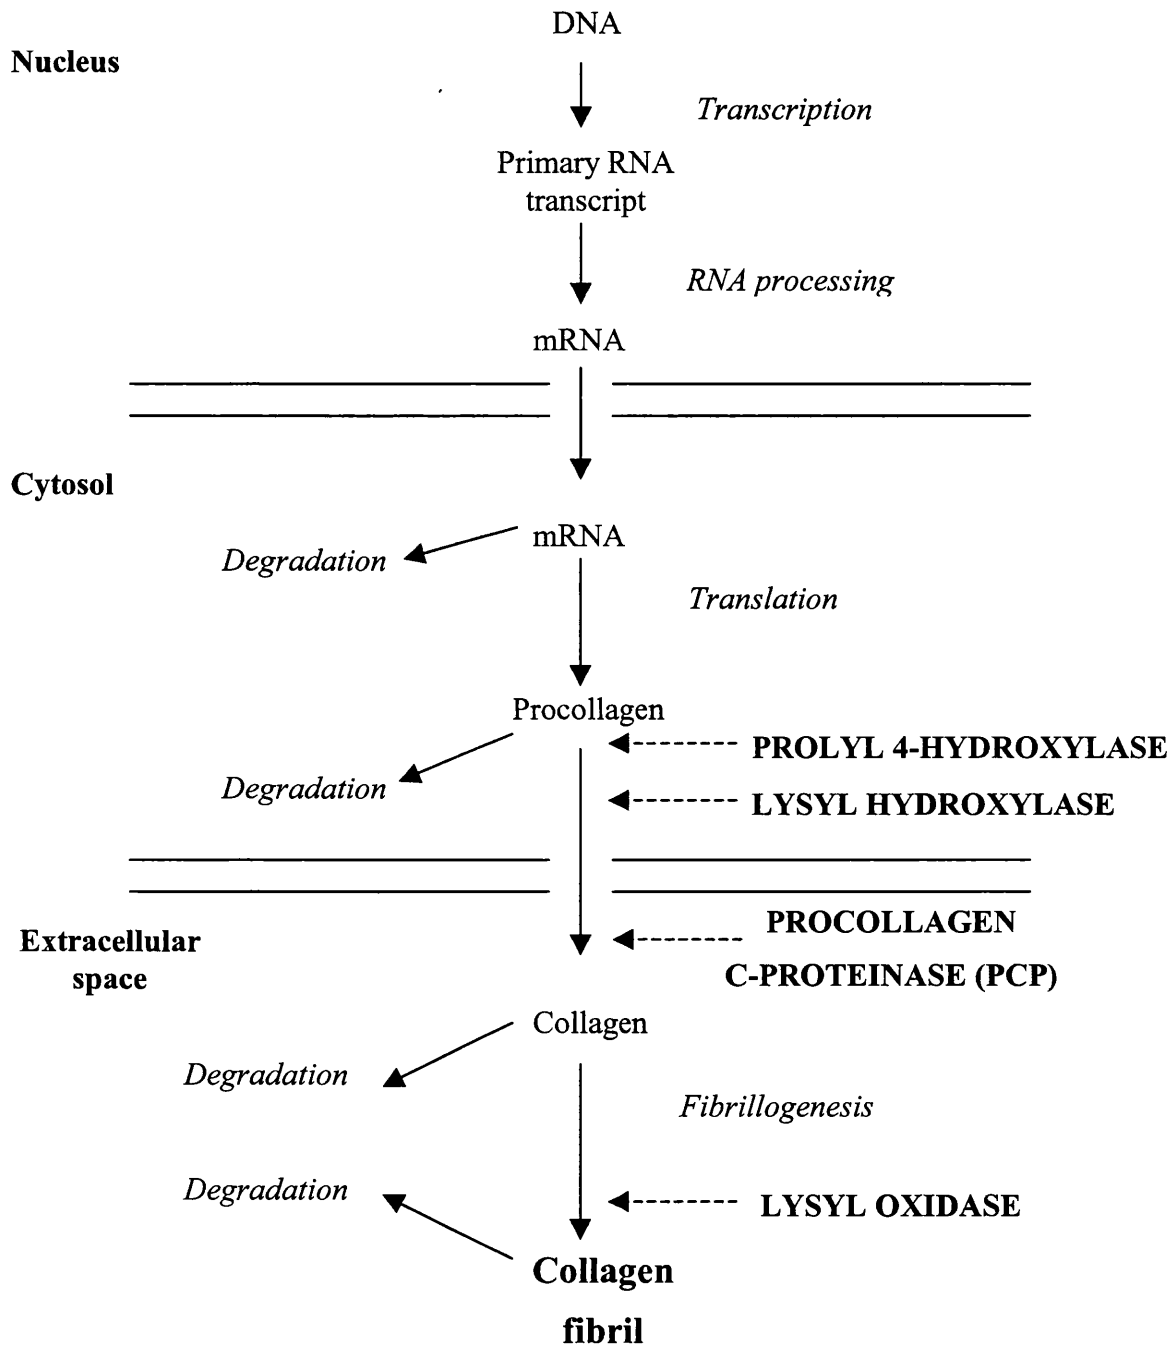 DNA
Nucleus
Transcription
Primary RNA
transcript
RNA processing
mRNA
Cytosol
mRNA
Degradation
Translation
Procollagen
PROLYL 4-HYDROXYLASE
Degradation
LYSYL HYDROXYLASE
PROCOLLAGEN
Extracellular
space
C-PROTEINASE (PCP)
Collagen
Degradation
Fibrillogenesis
Degradation
LYSYL OXIDASE
Collagen
fibril